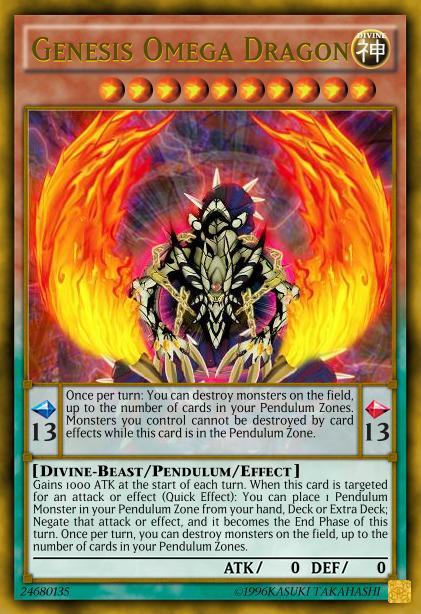 GENESIS OMEGA DRAGON
DIVINE
神
Once per turn: You can destroy monsters on the field,
up to the number of cards in your Pendulum Zones.
Monsters you control cannot be destroyed by card
effects while this card is in the Pendulum Zone.
13
13
[DIVINE-BEAST/PENDULUM/EFFECT]
Gains 1000 ATK at the start of each turn. When this card is targeted
for an attack or effect (Quick Effect): You can place 1 Pendulum
Monster in your Pendulum Zone from your hand, Deck or Extra Deck;
Negate that attack or effect, and it becomes the End Phase of this
turn. Once per turn, you can destroy monsters on the field, up to the
number of cards in your Pendulum Zones.
ATK/ 0 DEF/ 0
24680135 ©1996KASUKI TAKAHASHI